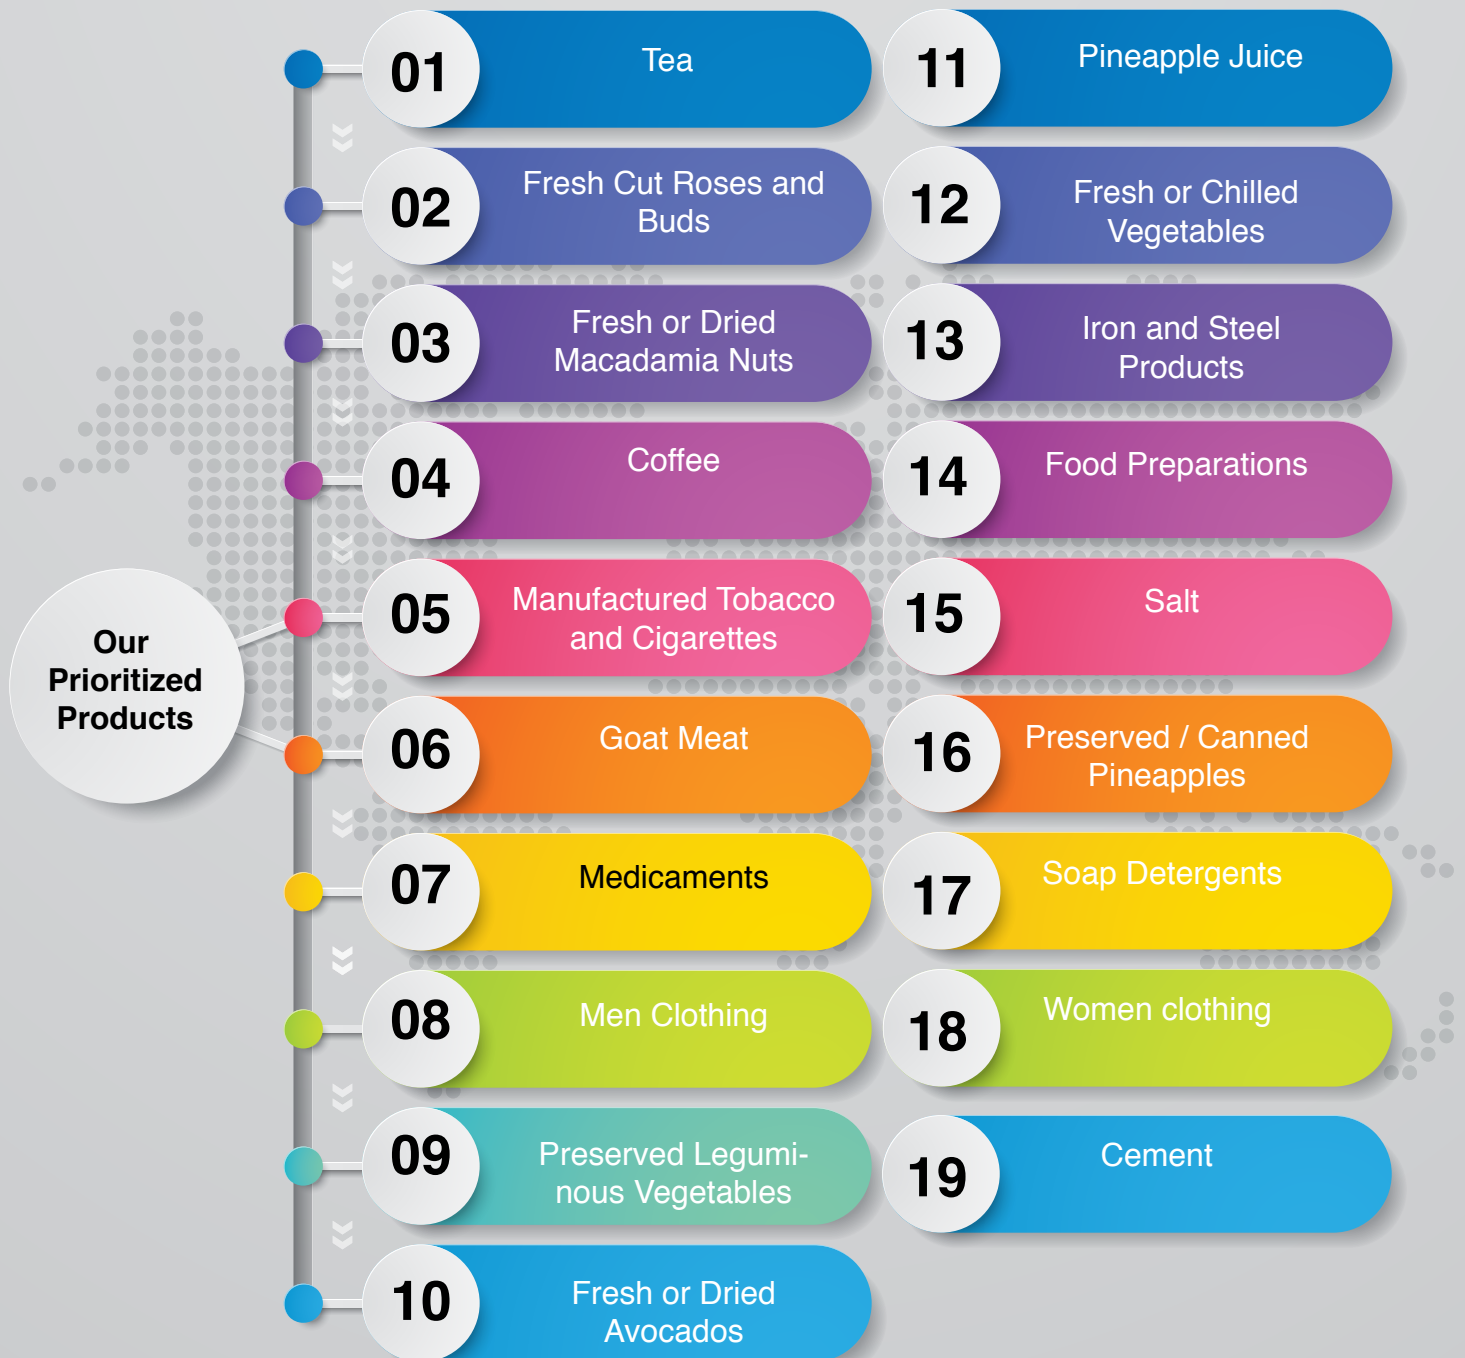 Our
Prioritized
Products
01
Tea
02
Fresh Cut Roses and
Buds
03
Fresh or Dried
Macadamia Nuts
04
Coffee
05
Manufactured Tobacco
and Cigarettes
06
Goat Meat
07
Medicaments
08
Men Clothing
09
Preserved Legumi-
nous Vegetables
10
Fresh or Dried
Avocados
11
Pineapple Juice
12
Fresh or Chilled
Vegetables
13
Iron and Steel
Products
14
Food Preparations
15
Salt
16
Preserved / Canned
Pineapples
17
Soap Detergents
18
Women clothing
19
Cement